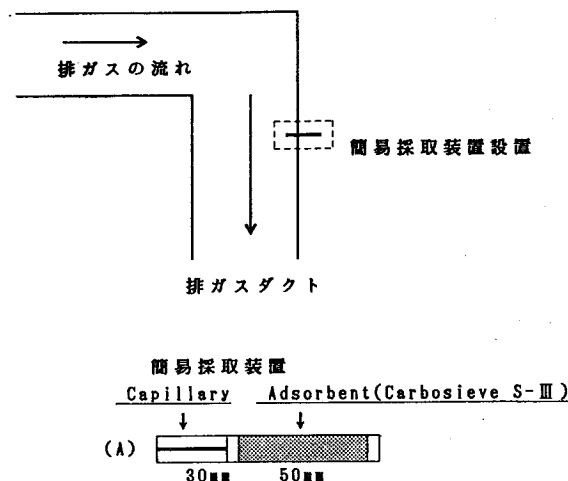 排ガスの流れ
簡易採取装置設置
排ガスダクト
簡易採取装置
Capillary Adsorbent(Carbosieve S-Ⅲ)
(A)
30mm 50mm